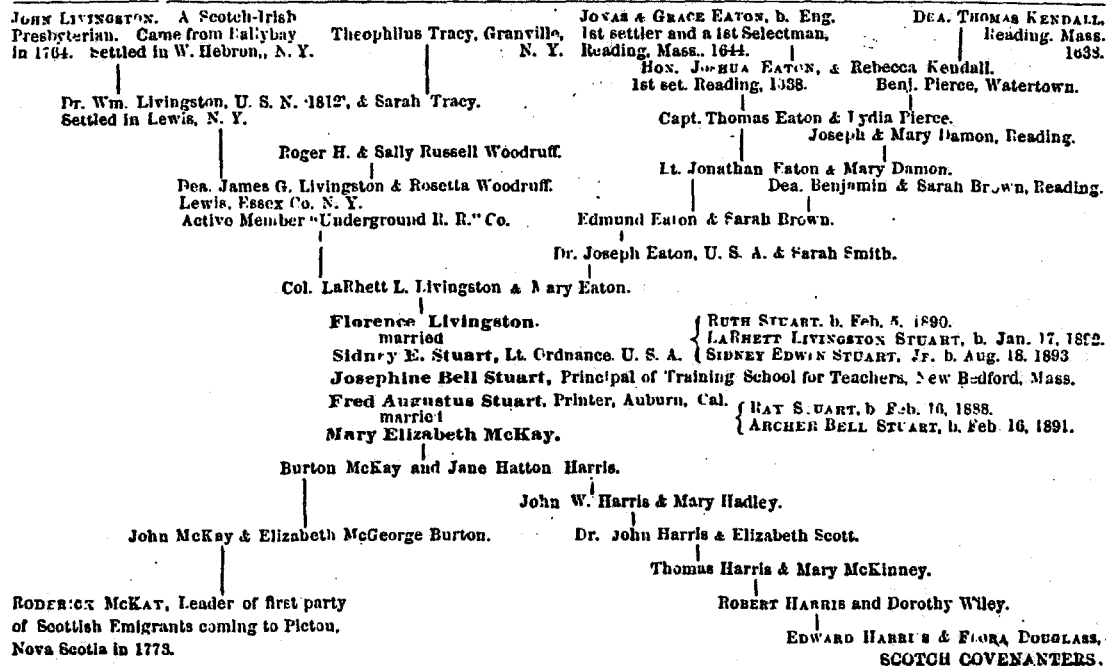 JOHN LIVINGSTON. A Scotch-Irish
Presbyterian. Came from Ballybay
in 1764. Settled in W. Hebron,, N. Y.
Theophilus Tracy, Granville,
N. Y.
JONAS & GRACE EATON, b. Eng.
1st settler and a 1st Selectman,
Reading, Mass., 1644.
DEA. THOMAS KENDALL,
Reading. Mass.
1638.
HON. JOSHUA EATON, & Rebecca Kendall.
1st set. Reading, 1638.
Benj. Pierce, Watertown.
Dr. Wm. Livingston, U. S. N. '1812', & Sarah Tracy.
Settled in Lewis, N. Y.
Capt. Thomas Eaton & Lydia Pierce.
Joseph & Mary Damon, Reading.
Roger H. & Sally Russell Woodruff.
Lt. Jonathan Eaton & Mary Damon.
Dea. James G. Livingston & Rosetta Woodruff.
Lewis, Essex Co. N. Y.
Active Member "Underground R. R." Co.
Dea. Benjamin & Sarah Brown, Reading.
Edmund Eaton & Sarah Brown.
Dr. Joseph Eaton, U. S. A. & Sarah Smith.
Col. LaRhett L. Livingston & Mary Eaton.
Florence Livingston.
married
Sidney E. Stuart, Lt. Ordnance. U. S. A.
RUTH STUART. b. Feb. 5, 1890.
LARHETT LIVINGSTON STUART, b. Jan. 17, 1892.
SIDNEY EDWIN STUART, Jr. b. Aug. 18, 1893
Josephine Bell Stuart, Principal of Training School for Teachers, New Bedford, Mass.
Fred Augustus Stuart, Printer, Auburn, Cal.
married
Mary Elizabeth McKay.
RAY STUART, b Feb. 16, 1888.
ARCHER BELL STUART, b. Feb 16, 1891.
Burton McKay and Jane Hatton Harris.
John W. Harris & Mary Hadley.
John McKay & Elizabeth McGeorge Burton.
Dr. John Harris & Elizabeth Scott.
Thomas Harris & Mary McKinney.
RODERICK MCKAY, Leader of first party
of Scottish Emigrants coming to Pictou,
Nova Scotia in 1773.
ROBERT HARRIS and Dorothy Wiley.
EDWARD HARRIS & FLORA DOUGLASS,
SCOTCH COVENANTERS.